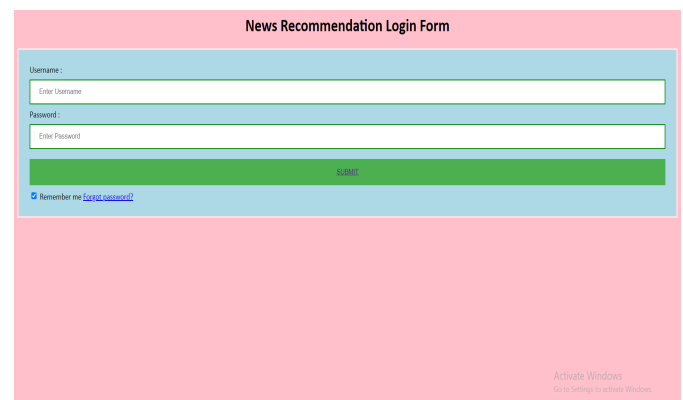 News Recommendation Login Form
Username :
Enter Username
Password :
Enter Password
SUBMIT
Remember me Forgot password?
Activate Windows
Go to Settings to activate Windows.